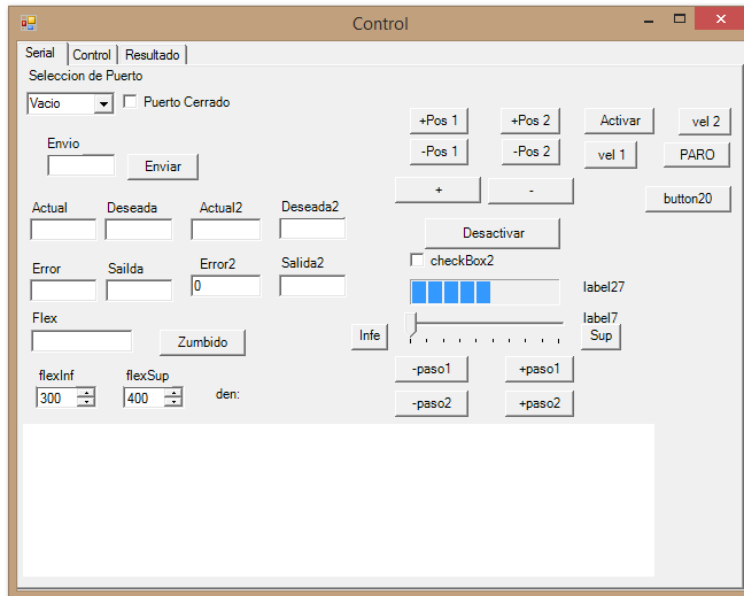 Control
Serial Control Resultado
Seleccion de Puerto
Vacio Puerto Cerrado
+Pos 1 +Pos 2 Activar vel 2
Envio
Enviar
-Pos 1 -Pos 2 vel 1 PARO
+ - button20
Actual Deseada Actual2 Deseada2
Desactivar
checkBox2
Error Sailda Error2 Salida2
0
label27
Flex
label7
Zumbido Infe Sup
-paso1 +paso1
flexInf flexSup den:
300 400
-paso2 +paso2